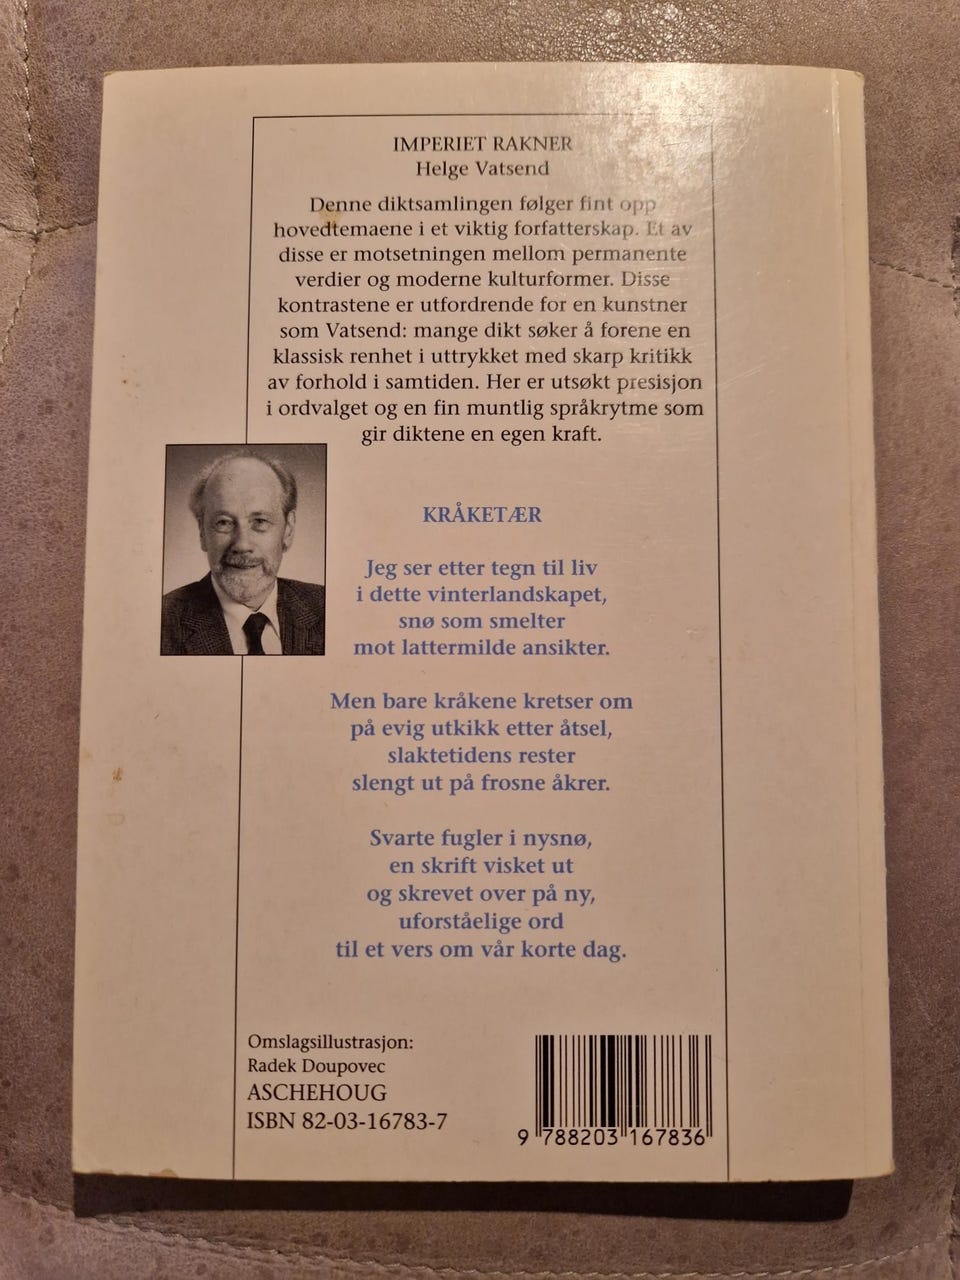 IMPERIET RAKNER
Helge Vatsend
Denne diktsamlingen følger fint opp
hovedtemaene i et viktig forfatterskap. Et av
disse er motsetningen mellom permanente
verdier og moderne kulturformer. Disse
kontrastene er utfordrende for en kunstner
som Vatsend: mange dikt søker å forene en
klassisk renhet i uttrykket med skarp kritikk
av forhold i samtiden. Her er utsøkt presisjon
i ordvalget og en fin muntlig språkrytme som
gir diktene en egen kraft.
KRÅKETÆR
Jeg ser etter tegn til liv
i dette vinterlandskapet,
snø som smelter
mot lattermilde ansikter.
Men bare kråkene kretser om
på evig utkikk etter åtsel,
slaktetidens rester
slengt ut på frosne åkrer.
Svarte fugler i nysnø,
en skrift visket ut
og skrevet over på ny,
uforståelige ord
til et vers om vår korte dag.
Omslagsillustrasjon:
Radek Doupovec
ASCHEHOUG
ISBN 82-03-16783-7
9 788203 167836